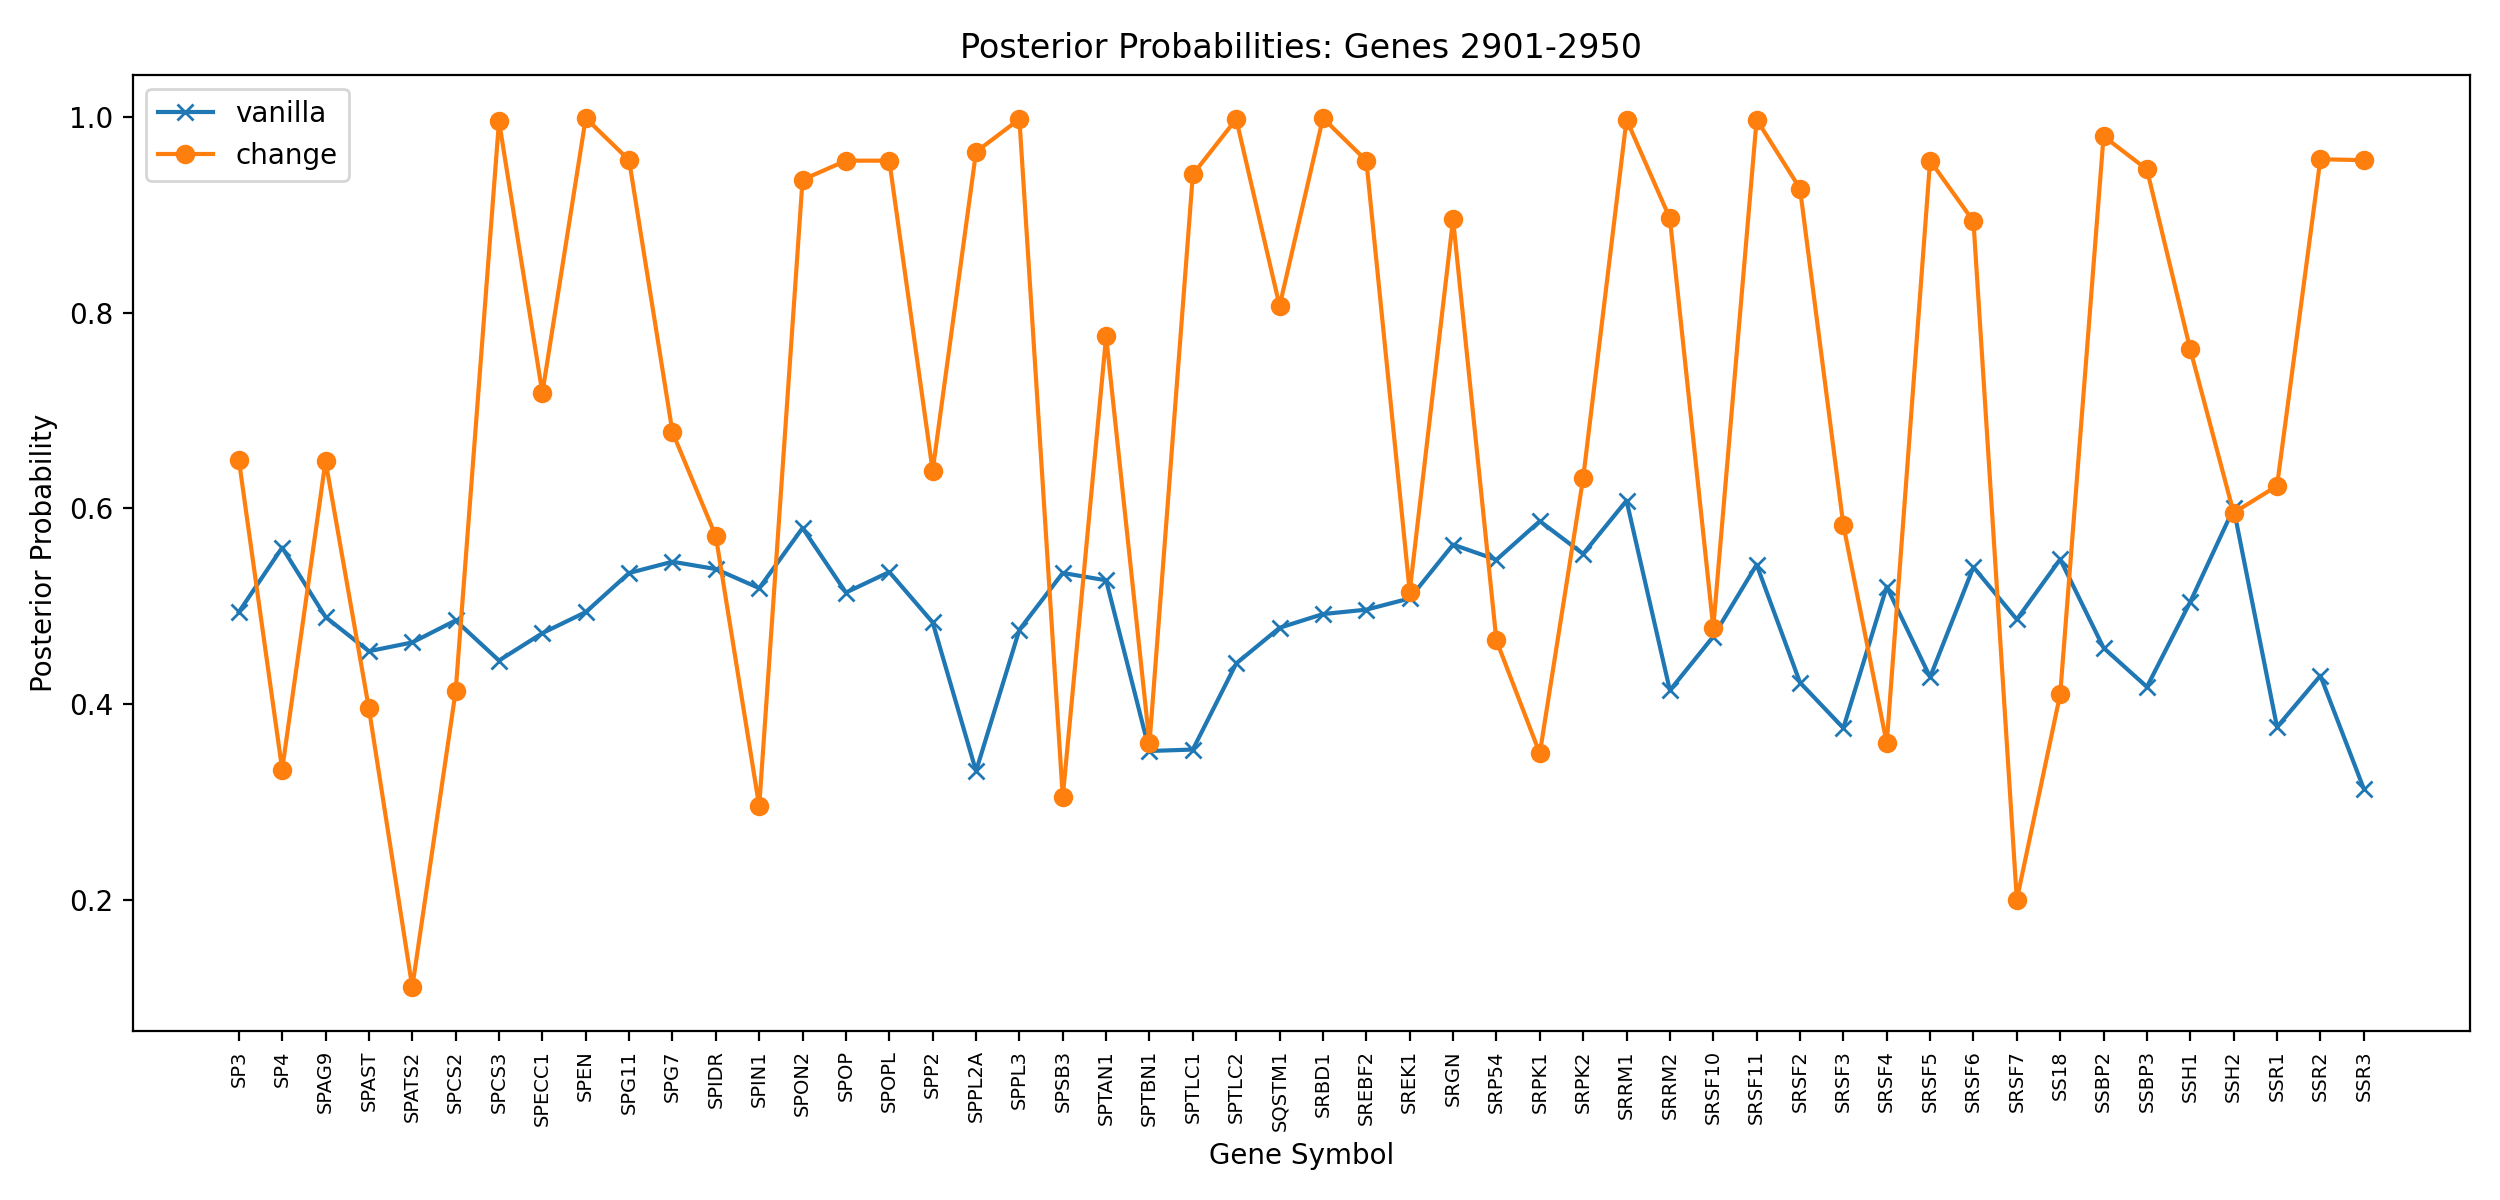 Posterior Probabilities: Genes 2901-2950
vanilla
change
Posterior Probability
1.0
0.8
0.6
0.4
0.2
SP3
SP4
SPAG9
SPAST
SPATS2
SPCS2
SPCS3
SPECC1
SPEN
SPG11
SPG7
SPIDR
SPIN1
SPON2
SPOP
SPOPL
SPP2
SPPL2A
SPPL3
SPSB3
SPTAN1
SPTBN1
SPTLC1
SPTLC2
SQSTM1
SRBD1
SREBF2
SREK1
SRGN
SRP54
SRPK1
SRPK2
SRRM1
SRRM2
SRSF10
SRSF11
SRSF2
SRSF3
SRSF4
SRSF5
SRSF6
SRSF7
SS18
SSBP2
SSBP3
SSH1
SSH2
SSR1
SSR2
SSR3
Gene Symbol